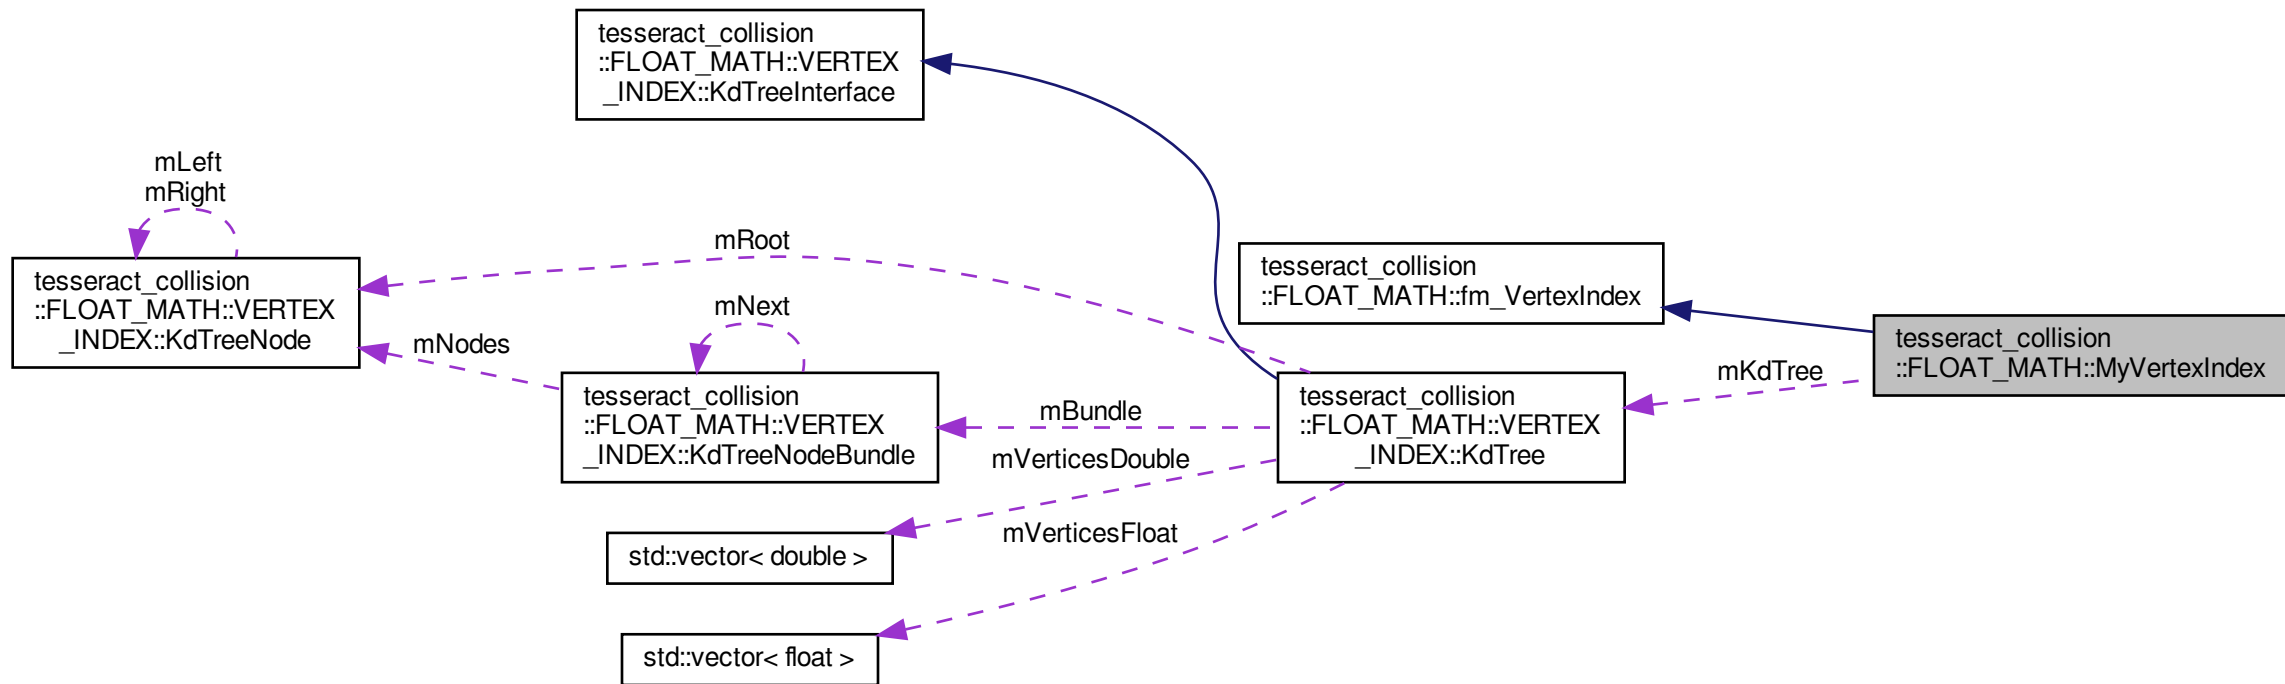 tesseract_collision
::FLOAT_MATH::VERTEX
_INDEX::KdTreeInterface
mLeft
mRight
tesseract_collision
::FLOAT_MATH::VERTEX
_INDEX::KdTreeNode
mRoot
mNext
mNodes
tesseract_collision
::FLOAT_MATH::VERTEX
_INDEX::KdTreeNodeBundle
tesseract_collision
::FLOAT_MATH::fm_VertexIndex
tesseract_collision
::FLOAT_MATH::MyVertexIndex
mKdTree
tesseract_collision
::FLOAT_MATH::VERTEX
_INDEX::KdTree
mBundle
mVerticesDouble
mVerticesFloat
std::vector< double >
std::vector< float >